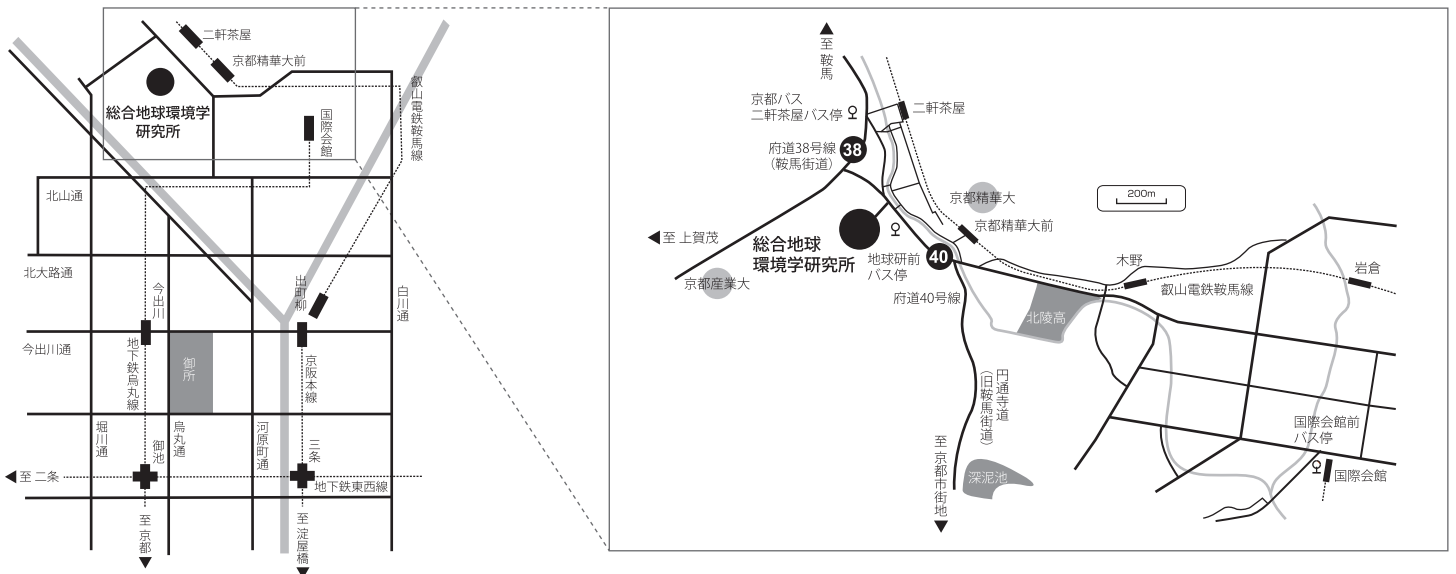 二軒茶屋
京都精華大前
総合地球環境学
研究所
国際会館
叡山電鉄鞍馬線
北山通
北大路通
今出川
出町柳
白川通
今出川通
地下鉄烏丸線
御所
京阪本線
堀川通
御池
烏丸通
河原町通
三条
至 二条
地下鉄東西線
至 京都
至 淀屋橋
至 鞍馬
京都バス
二軒茶屋バス停
二軒茶屋
府道38号線
(鞍馬街道)
38
京都精華大
200m
京都精華大前
至 上賀茂
総合地球
環境学研究所
地球研前
バス停
40
木野
岩倉
京都産業大
叡山電鉄鞍馬線
府道40号線
北陵高
円通寺道
(旧鞍馬街道)
国際会館前
バス停
至 京都市街地
深泥池
国際会館